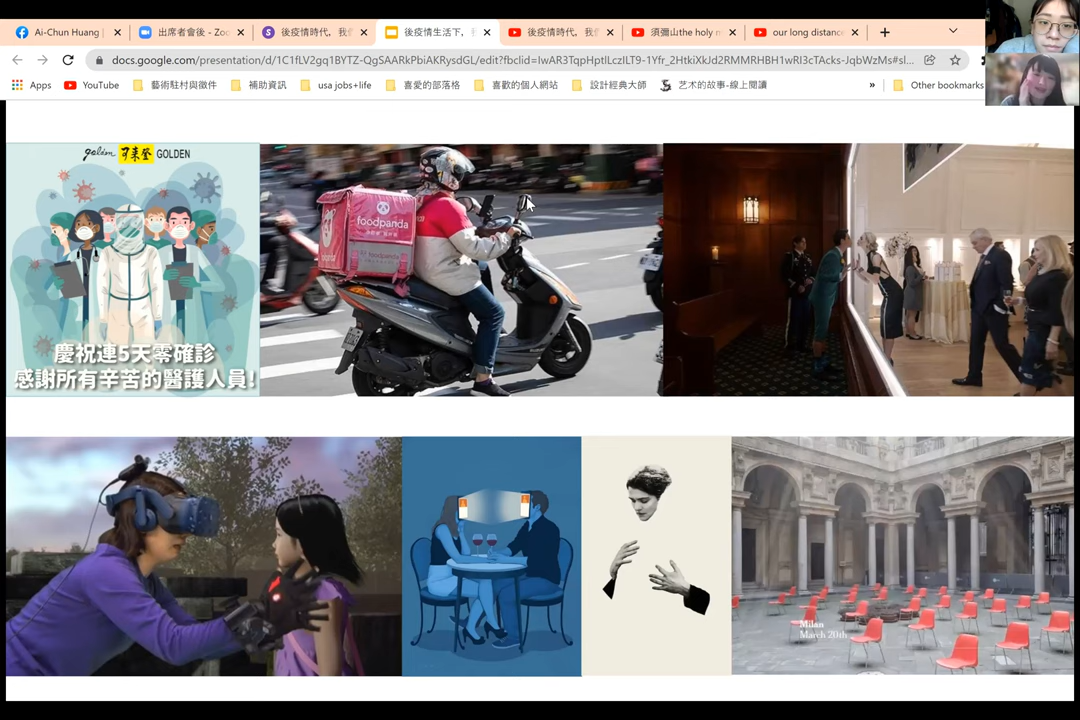 Ai-Chun Huang |
出席者會後 - Zo
後疫情時代，我
後疫情生活下，
後疫情時代，我
須彌山the holy m
our long distance
docs.google.com/presentation/d/1C1fLV2gq1BYTZ-QgSAARkPbiAKRysdGL/edit?fbclid=IwAR3TqpHptlLczILT9-1Yfr_2HtkiXkJd2RMMRHBH1wRI3cTAcks-JqbWzMs#sl...
Apps
YouTube
藝術駐村與徵件
補助資訊
usa jobs+life
喜愛的部落格
喜歡的個人網站
設計經典大師
艺术的故事-線上閱讀
»
Other bookmarks
golden 可來登 GOLDEN
慶祝連5天零確診
感謝所有辛苦的醫護人員!
foodpanda
foodpanda
Milan
March 20th